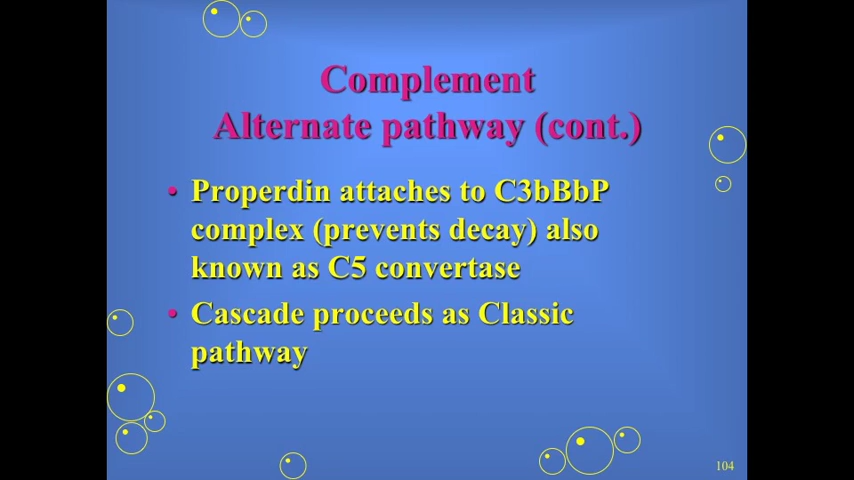 Complement
Alternate pathway (cont.)
• Properdin attaches to C3bBbP
complex (prevents decay) also
known as C5 convertase
• Cascade proceeds as Classic
pathway
104